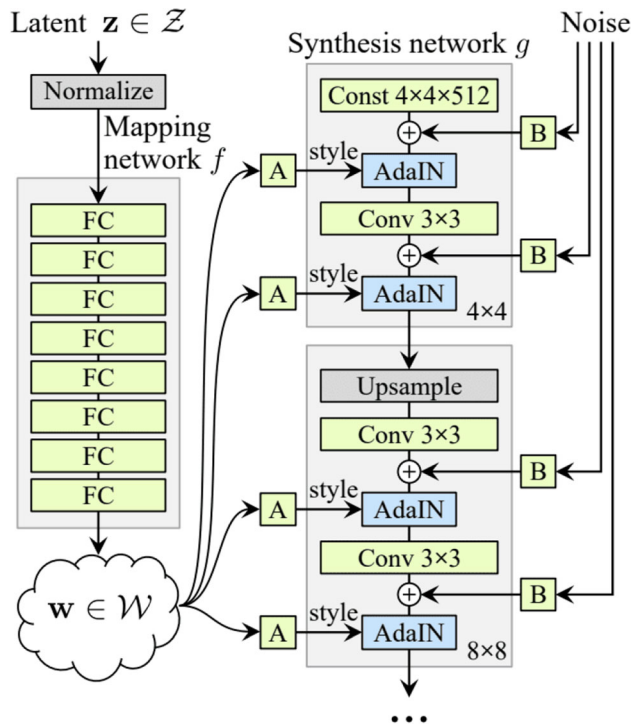 Latent z ∈ Z
Normalize
Mapping
network f
FC
FC
FC
FC
FC
FC
FC
FC
w ∈ W
Synthesis network g
Noise
Const 4×4×512
+
B
A
style
AdaIN
Conv 3×3
+
B
A
style
AdaIN
4×4
Upsample
Conv 3×3
+
B
A
style
AdaIN
Conv 3×3
+
B
A
style
AdaIN
8×8
...